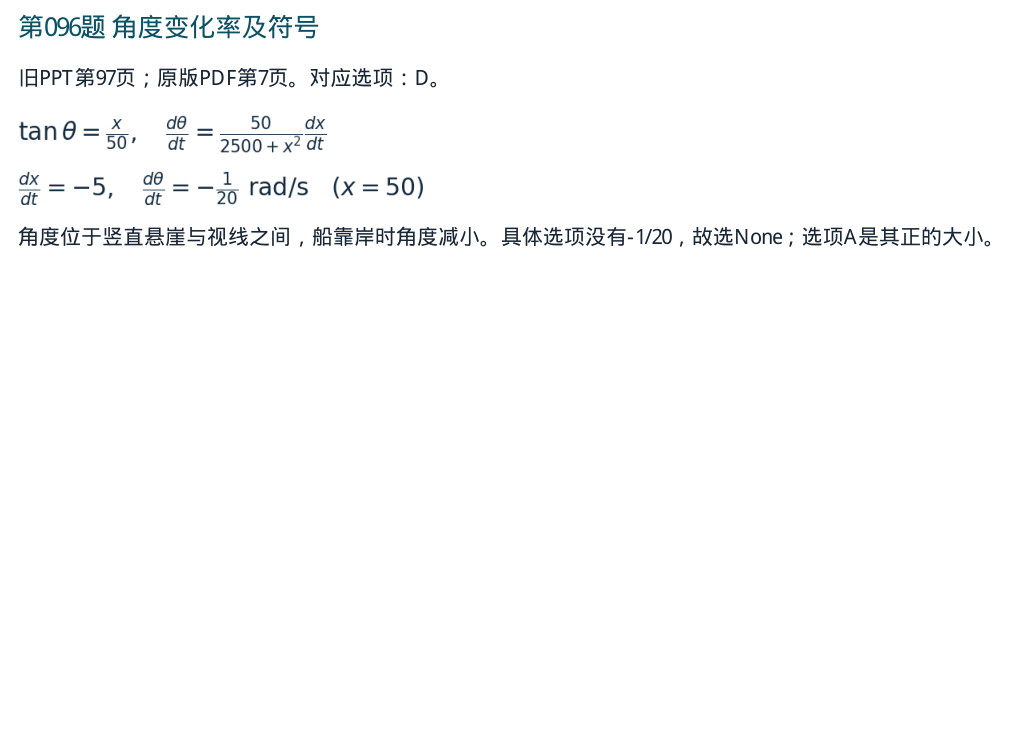 第096题 角度变化率及符号
旧PPT第97页；原版PDF第7页。对应选项：D。
tan θ = x/50,  dθ/dt = 50/(2500 + x²) dx/dt
dx/dt = −5,  dθ/dt = −1/20 rad/s (x = 50)
角度位于竖直悬崖与视线之间，船靠岸时角度减小。具体选项没有-1/20，故选None；选项A是其正的大小。